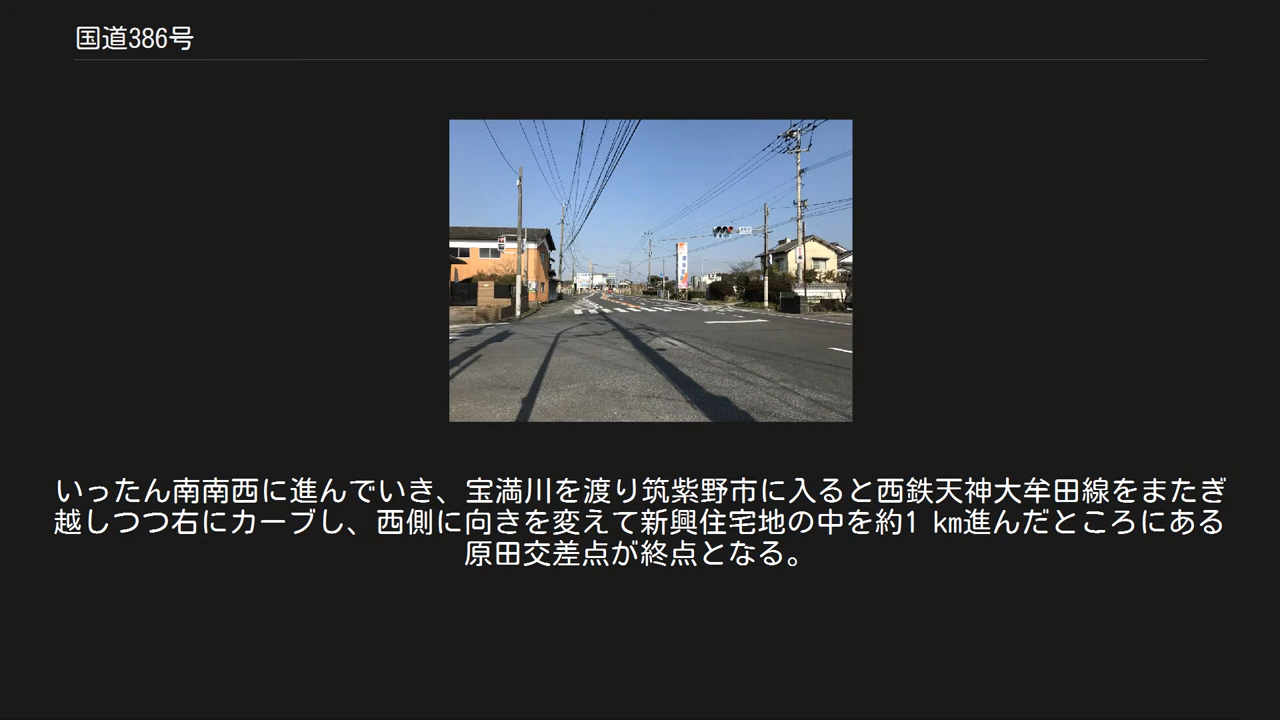 国道386号
いったん南南西に進んでいき、宝満川を渡り筑紫野市に入ると西鉄天神大牟田線をまたぎ
越しつつ右にカーブし、西側に向きを変えて新興住宅地の中を約1 km進んだところにある
原田交差点が終点となる。